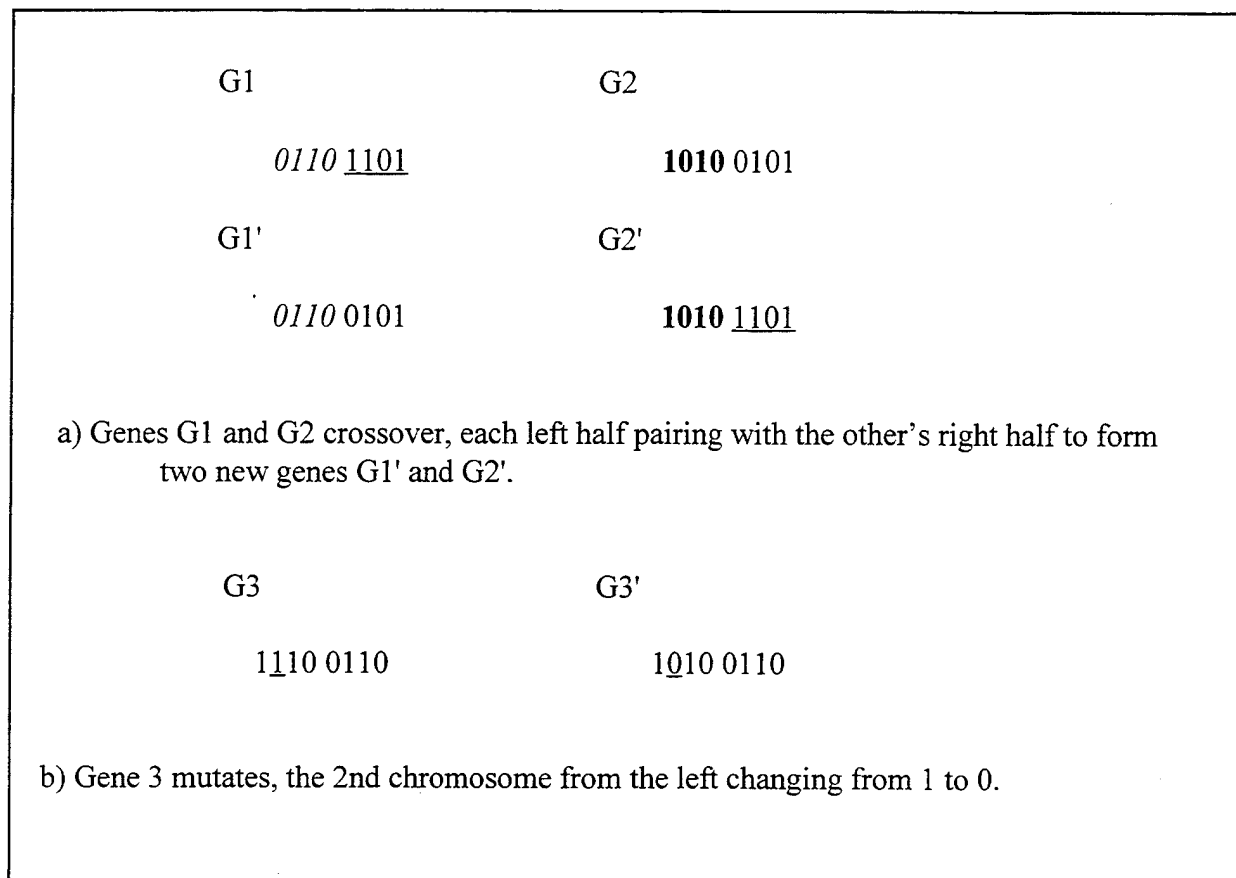 G1 G2
0110 1101 1010 0101
G1' G2'
0110 0101 1010 1101
a) Genes G1 and G2 crossover, each left half pairing with the other's right half to form
two new genes G1' and G2'.
G3 G3'
1110 0110 1010 0110
b) Gene 3 mutates, the 2nd chromosome from the left changing from 1 to 0.